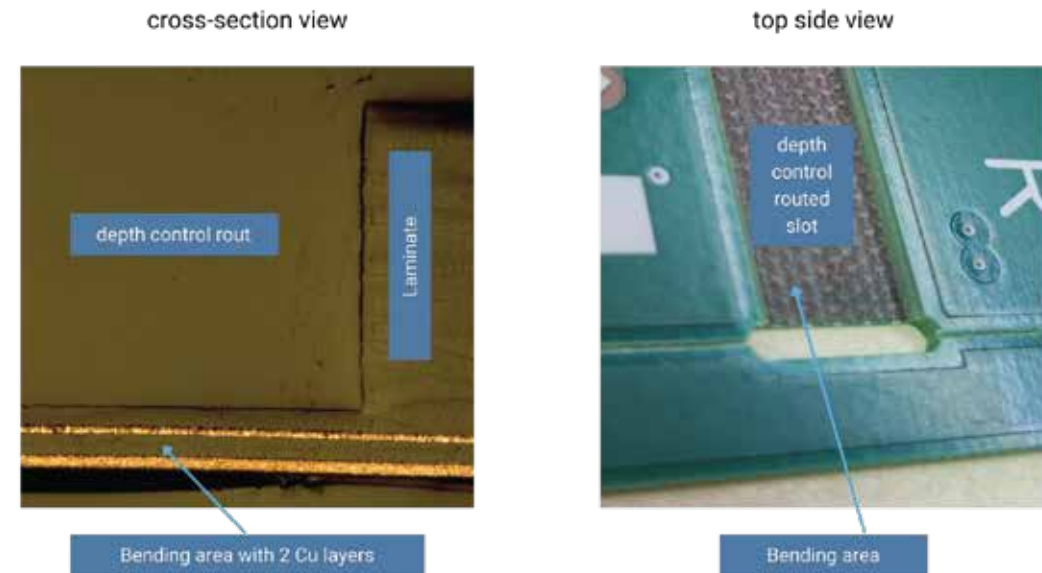 cross-section view
top side view
depth control rout
Laminate
Bending area with 2 Cu layers
depth
control
routed
slot
Bending area